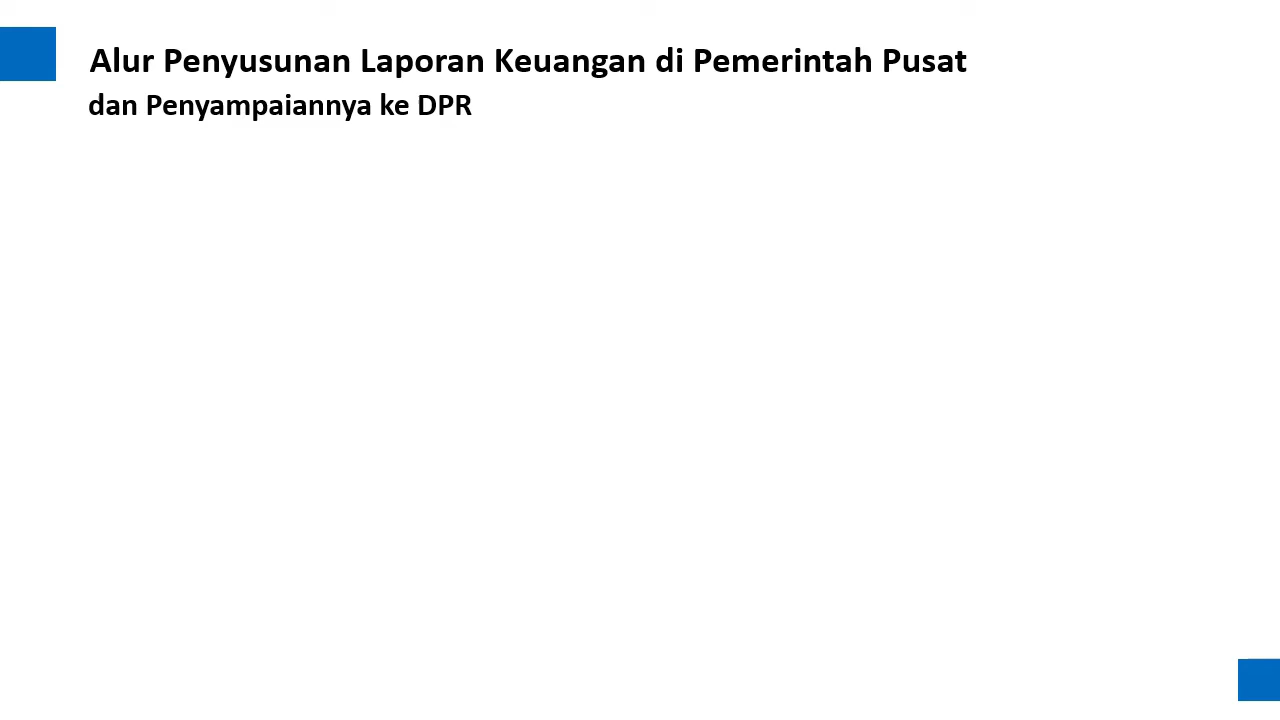 Alur Penyusunan Laporan Keuangan di Pemerintah Pusat
dan Penyampaiannya ke DPR